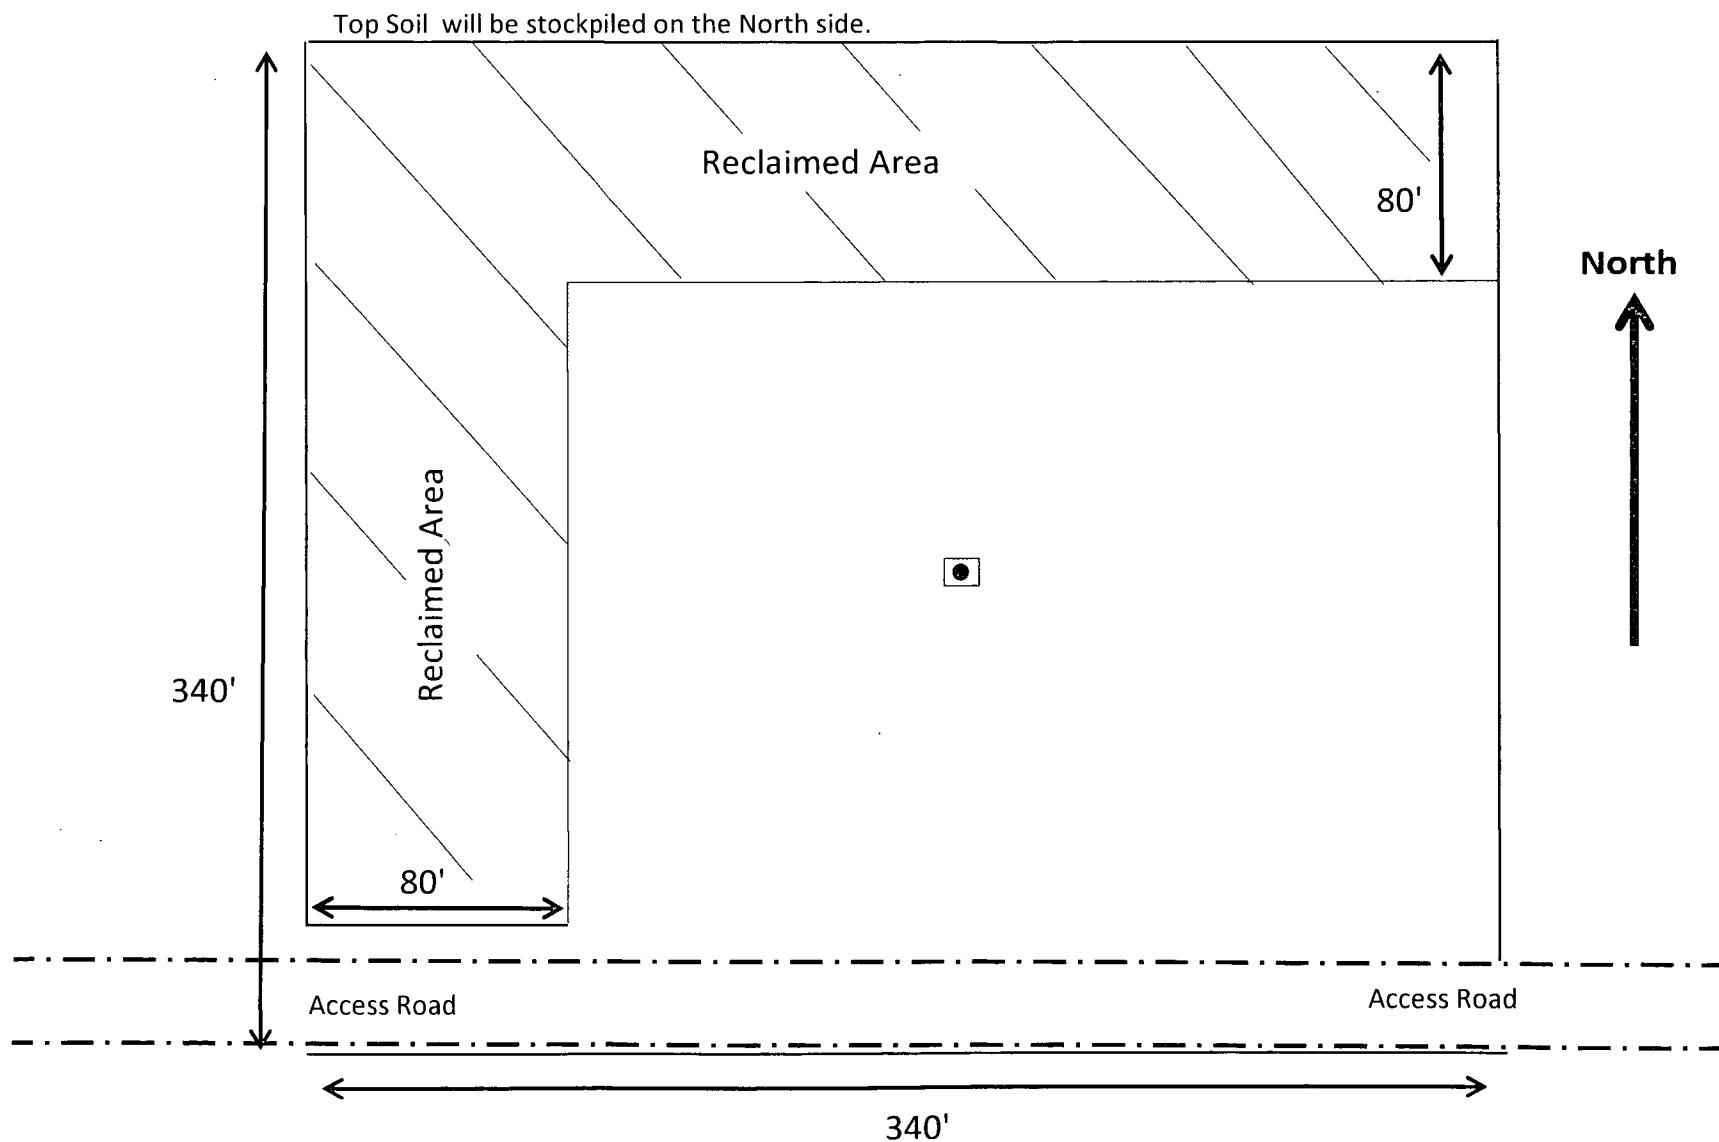 Top Soil will be stockpiled on the North side.
Reclaimed Area
80'
North
Reclaimed Area
340'
80'
Access Road
Access Road
340'